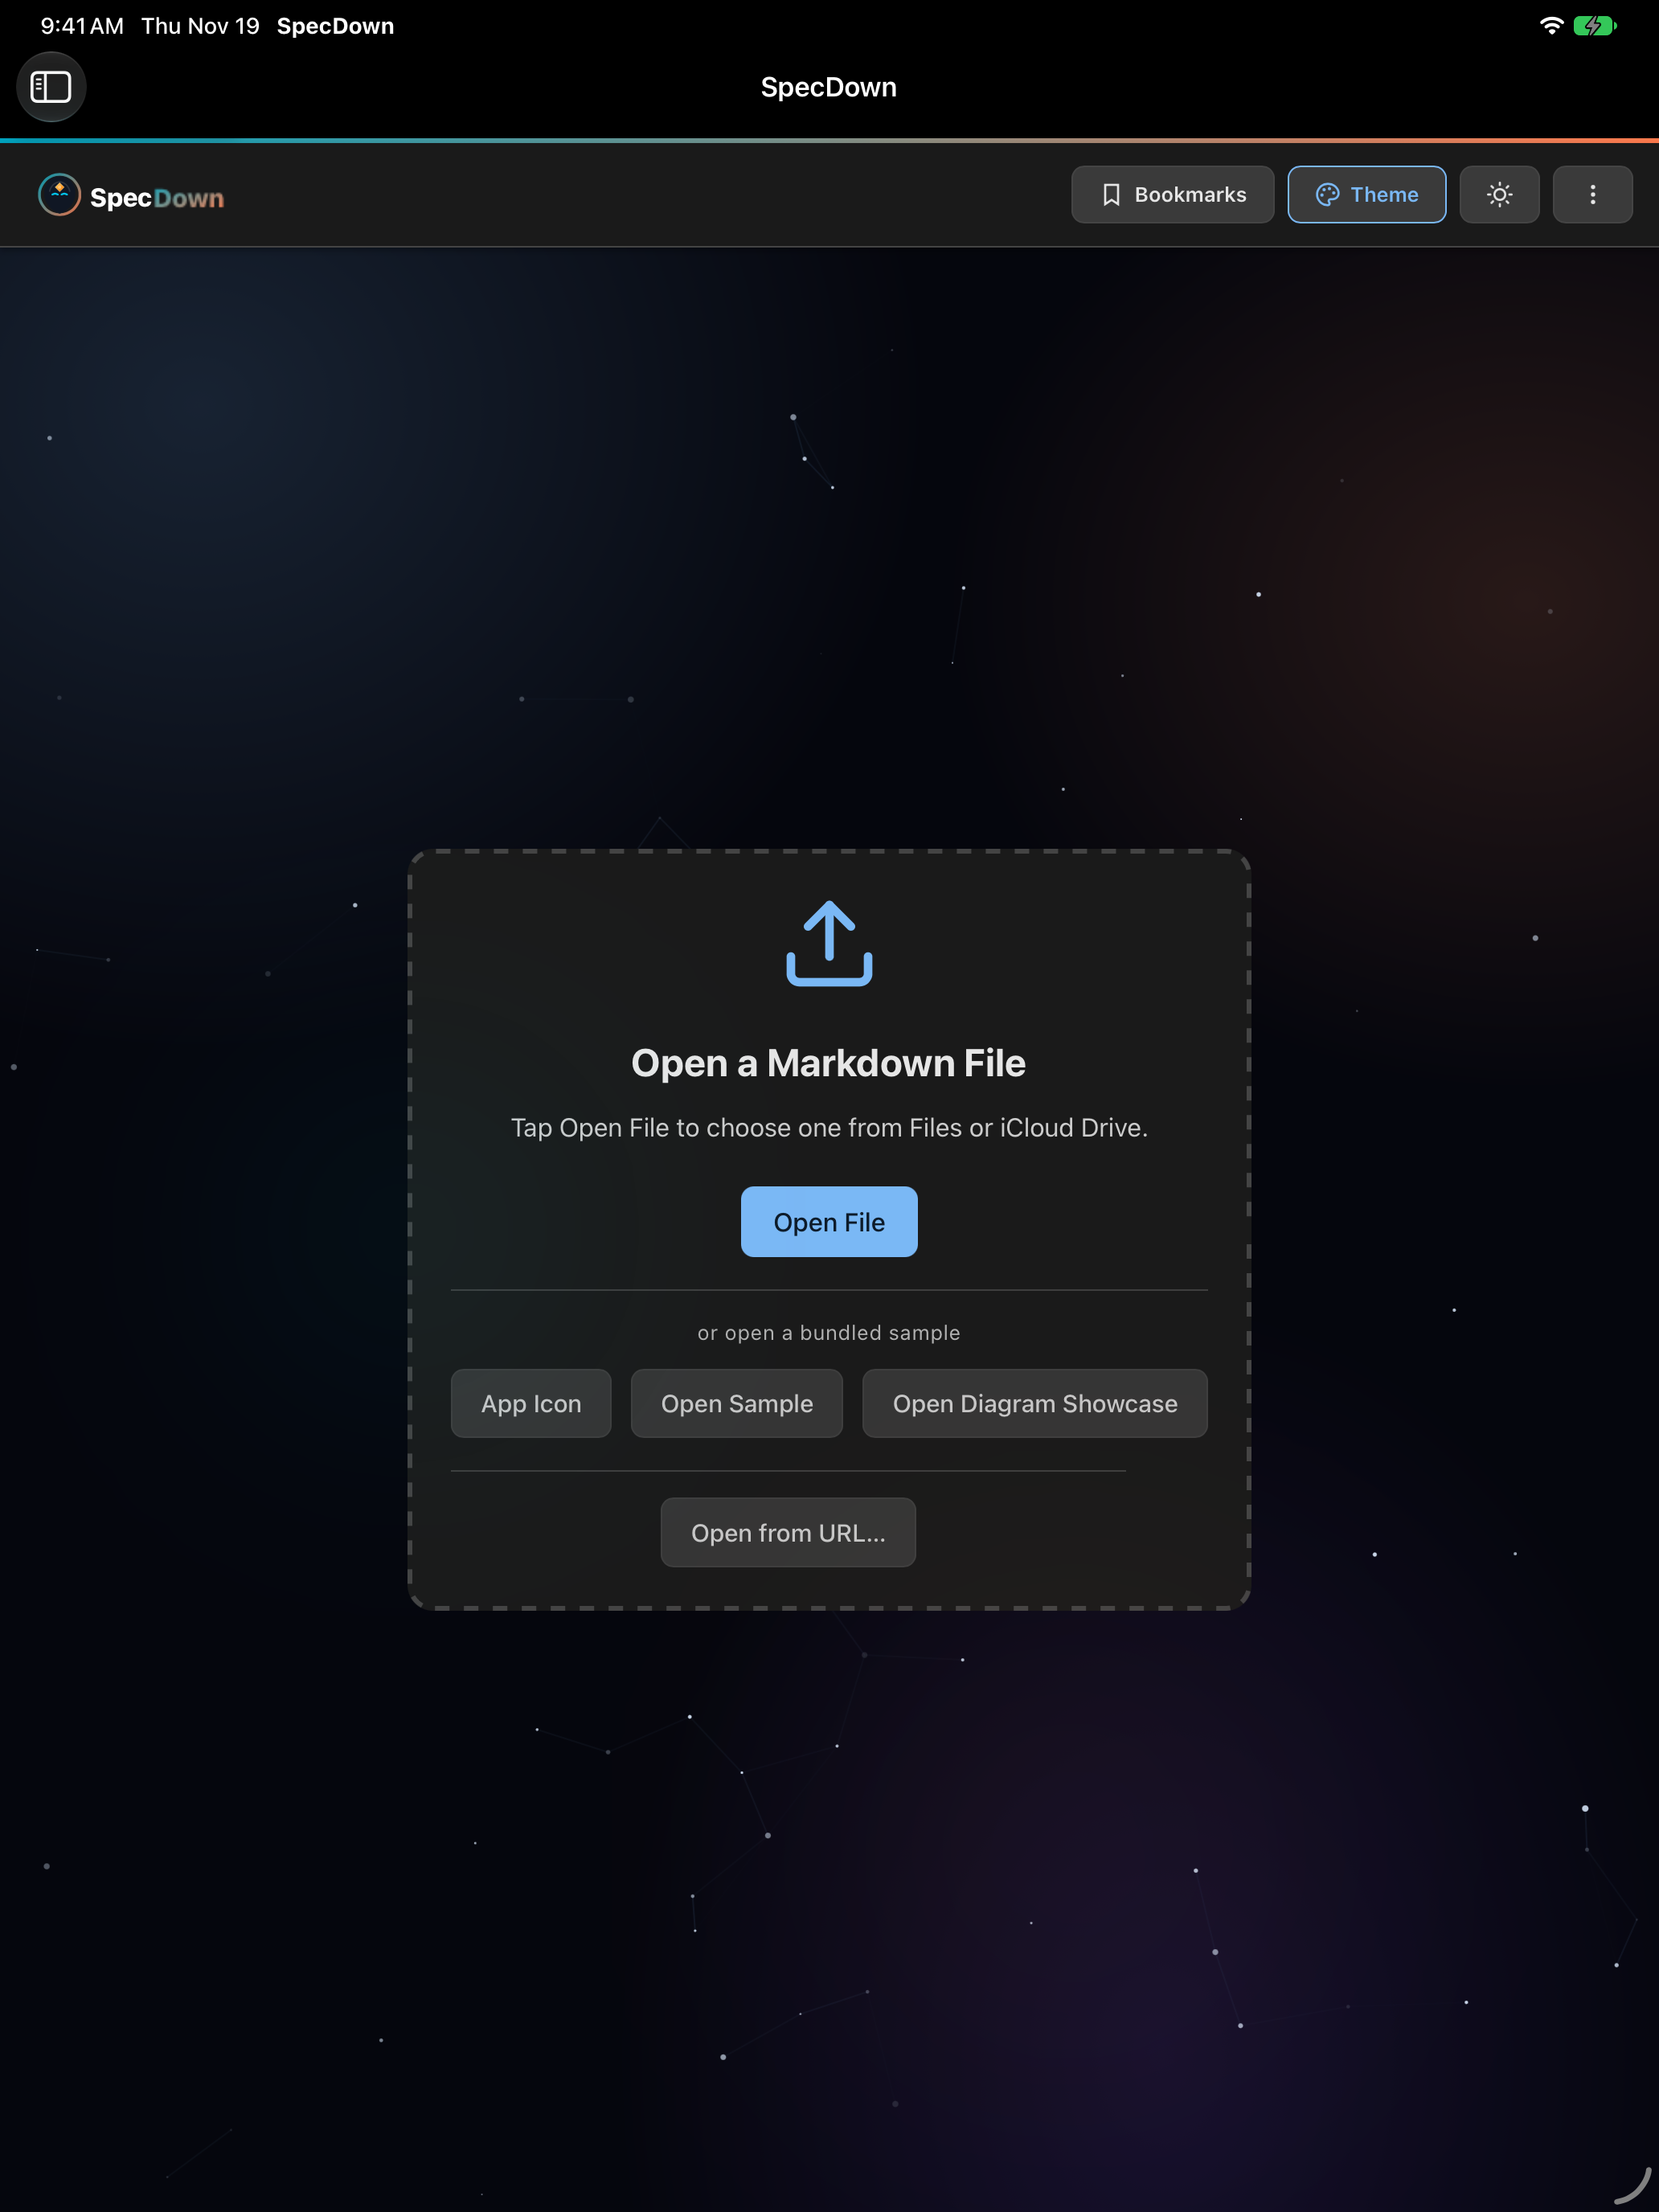 9:41 AM Thu Nov 19 SpecDown
SpecDown
SpecDown
Bookmarks
Theme
Open a Markdown File
Tap Open File to choose one from Files or iCloud Drive.
Open File
or open a bundled sample
App Icon
Open Sample
Open Diagram Showcase
Open from URL...